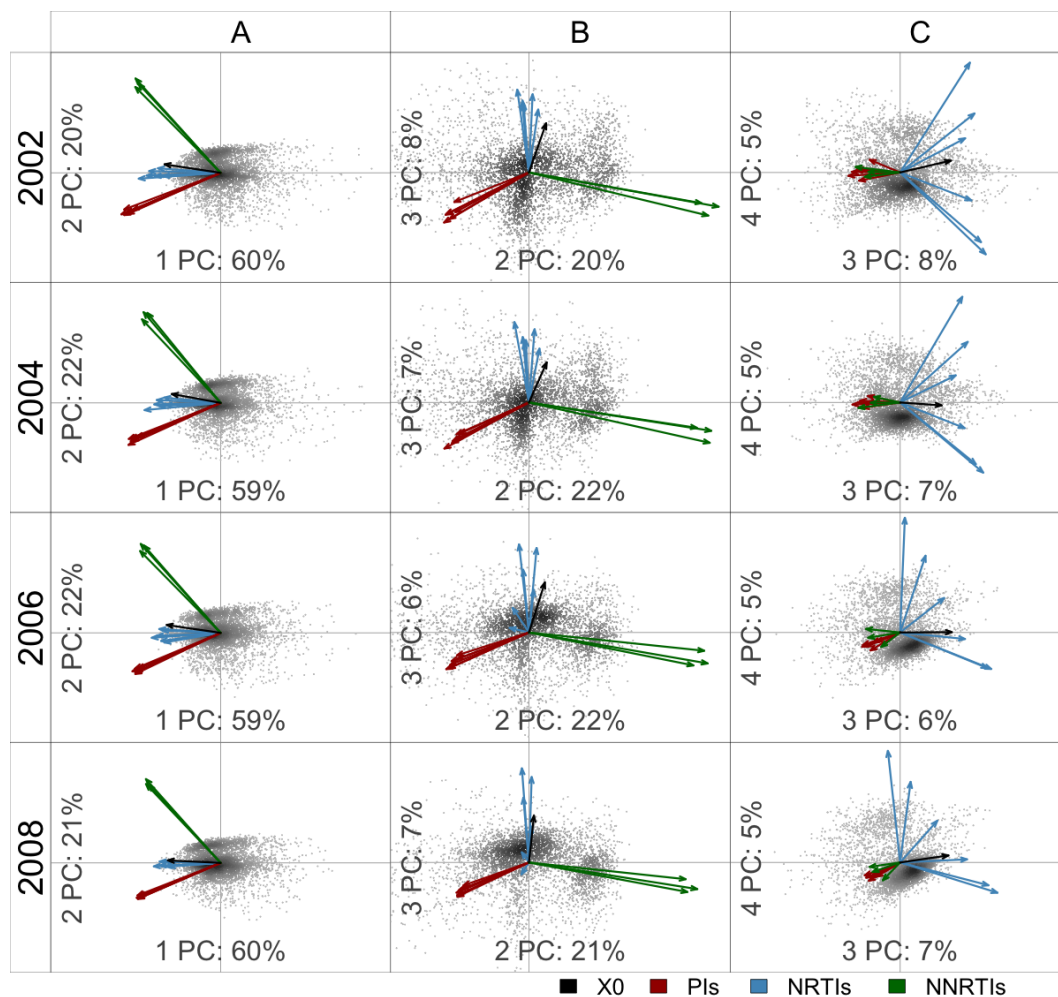 A B C
2002
2 PC: 20%
1 PC: 60%
3 PC: 8%
2 PC: 20%
4 PC: 5%
3 PC: 8%
2004
2 PC: 22%
1 PC: 59%
3 PC: 7%
2 PC: 22%
4 PC: 5%
3 PC: 7%
2006
2 PC: 22%
1 PC: 59%
3 PC: 6%
2 PC: 22%
4 PC: 5%
3 PC: 6%
2008
2 PC: 21%
1 PC: 60%
3 PC: 7%
2 PC: 21%
4 PC: 5%
3 PC: 7%
X0 PIs NRTIs NNRTIs